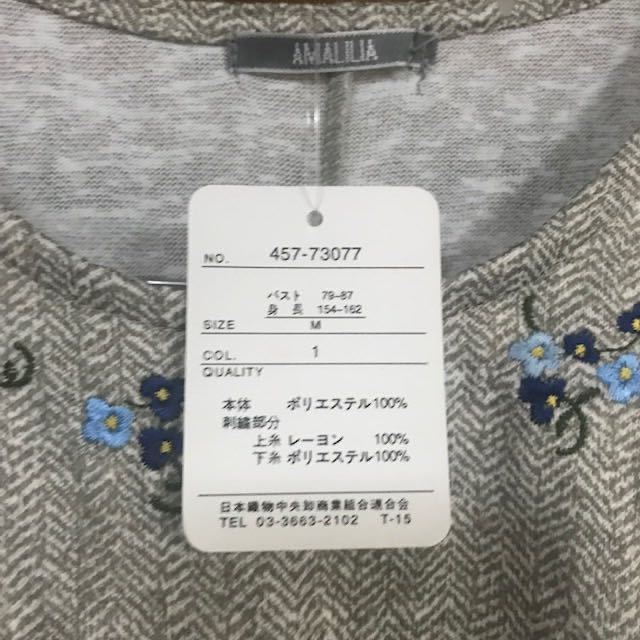 AMALILIA
NO. 457-73077
バスト 79-87
身長 154-162
SIZE M
COL. 1
QUALITY
本体 ポリエステル100%
刺繍部分
上糸 レーヨン 100%
下糸 ポリエステル100%
日本織物中央卸商業組合連合会
TEL 03-3663-2102 T-15